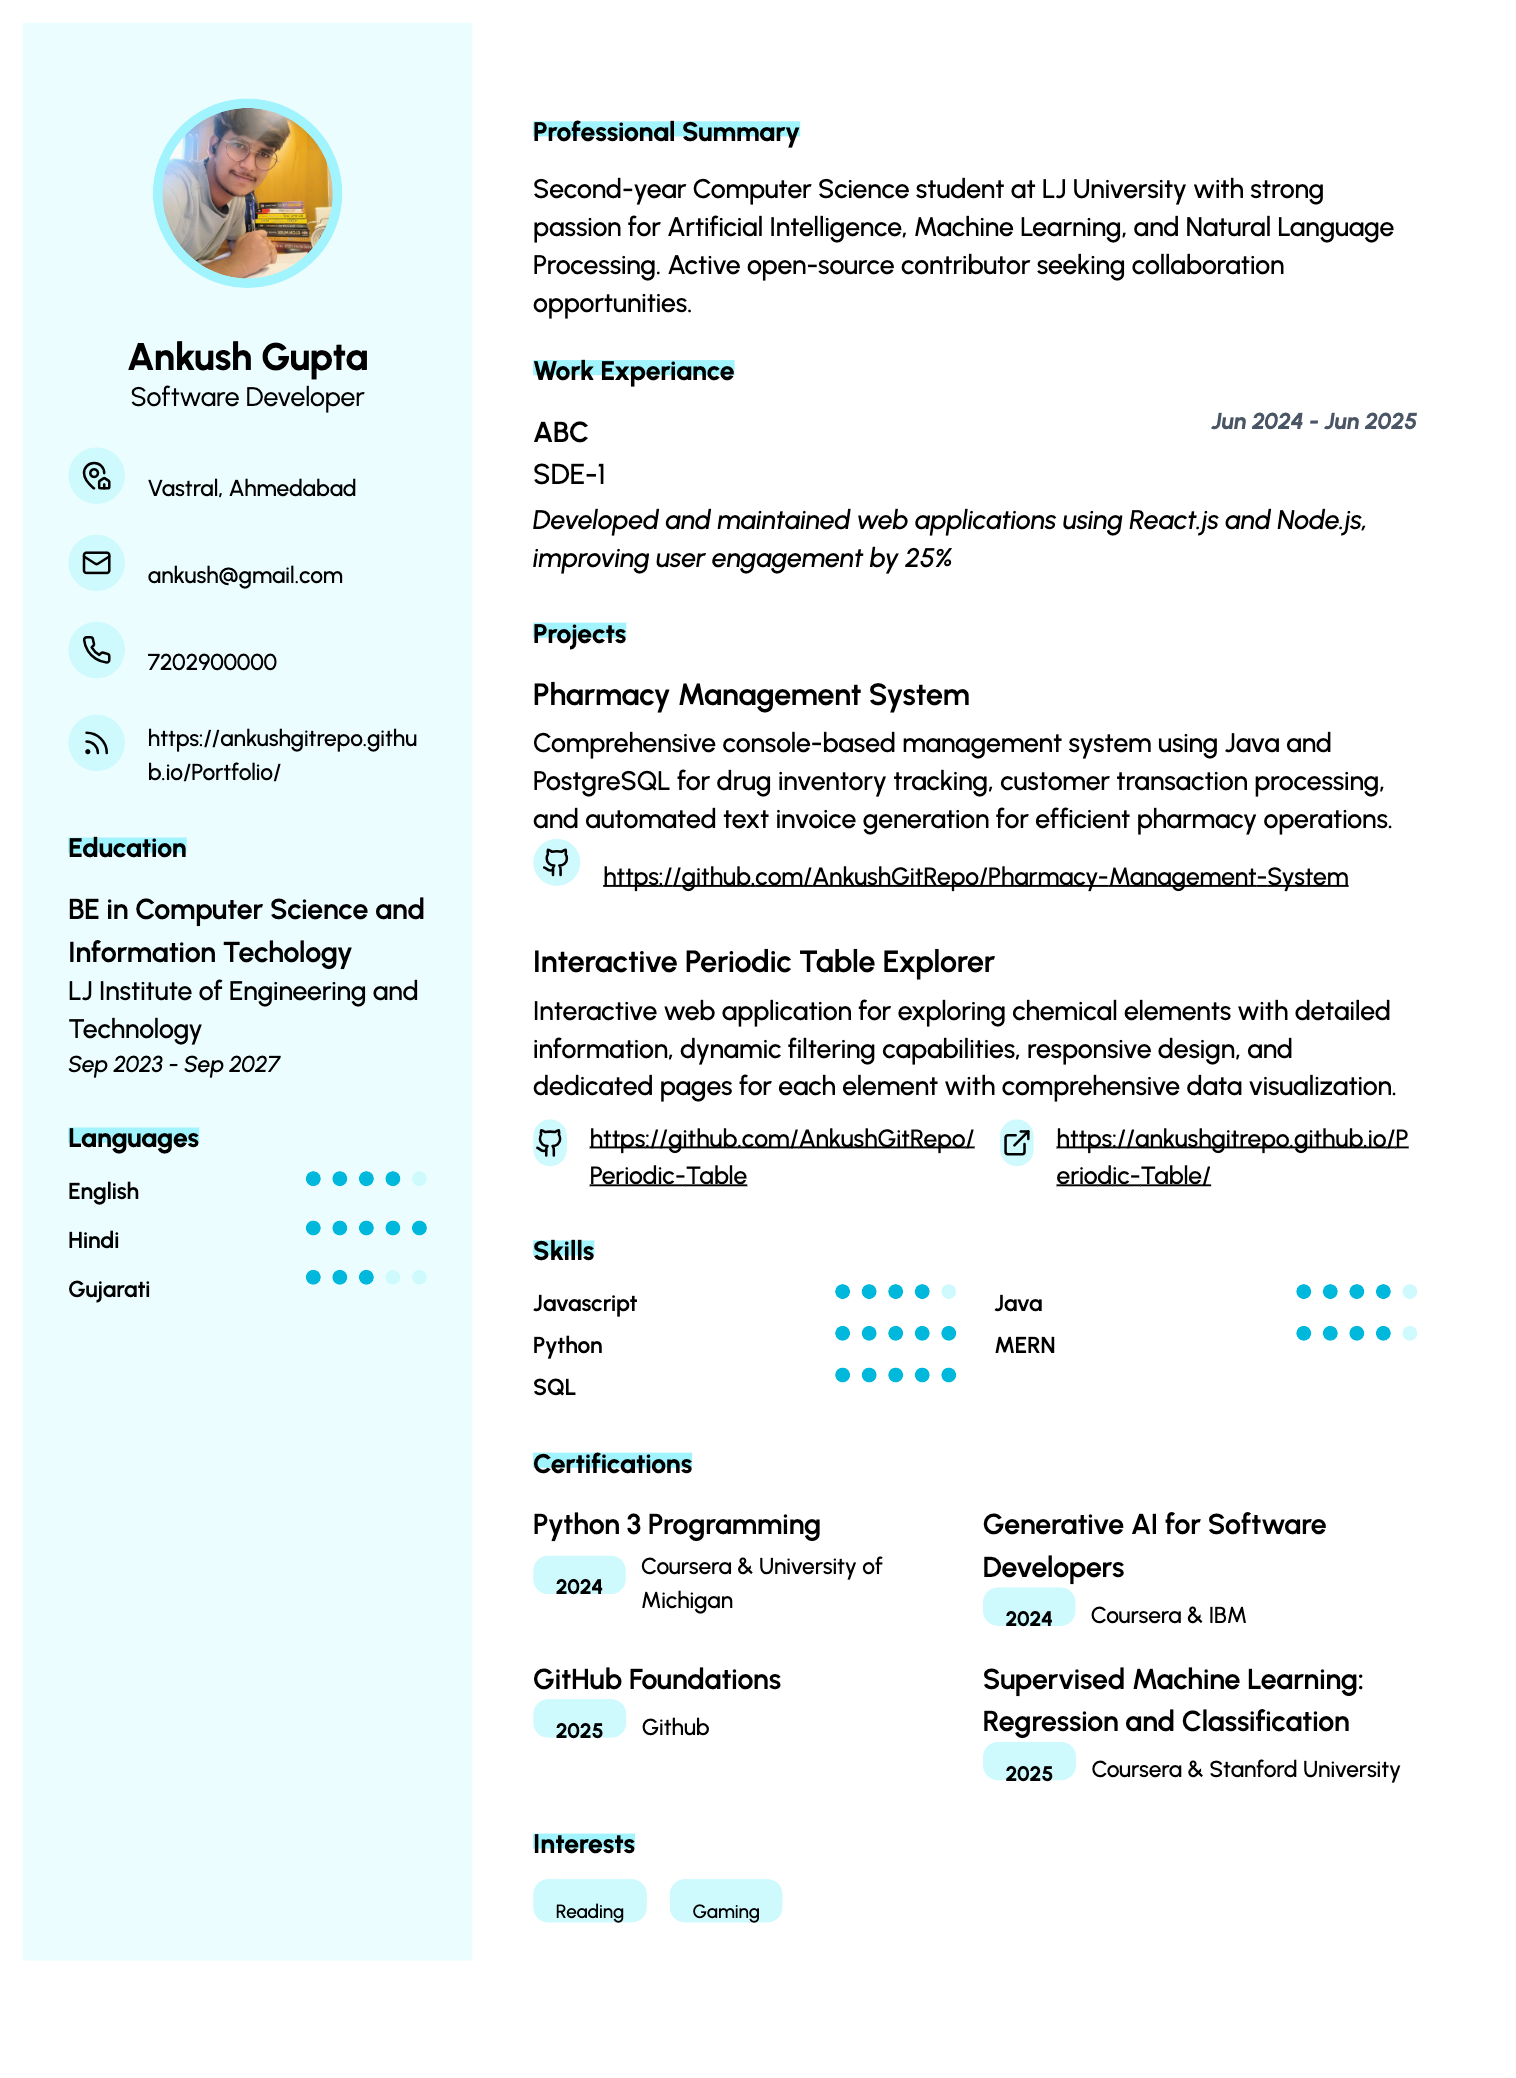 Ankush Gupta
Software Developer
Vastral, Ahmedabad
ankush@gmail.com
7202900000
https://ankushgitrepo.githu
b.io/Portfolio/
Education
BE in Computer Science and
Information Techology
LJ Institute of Engineering and
Technology
Sep 2023 - Sep 2027
Languages
English
Hindi
Gujarati
Professional Summary
Second-year Computer Science student at LJ University with strong
passion for Artificial Intelligence, Machine Learning, and Natural Language
Processing. Active open-source contributor seeking collaboration
opportunities.
Work Experiance
ABC
Jun 2024 - Jun 2025
SDE-1
Developed and maintained web applications using React.js and Node.js,
improving user engagement by 25%
Projects
Pharmacy Management System
Comprehensive console-based management system using Java and
PostgreSQL for drug inventory tracking, customer transaction processing,
and automated text invoice generation for efficient pharmacy operations.
https://github.com/AnkushGitRepo/Pharmacy-Management-System
Interactive Periodic Table Explorer
Interactive web application for exploring chemical elements with detailed
information, dynamic filtering capabilities, responsive design, and
dedicated pages for each element with comprehensive data visualization.
https://github.com/AnkushGitRepo/
Periodic-Table
https://ankushgitrepo.github.io/P
eriodic-Table/
Skills
Javascript
Java
Python
MERN
SQL
Certifications
Python 3 Programming
2024
Coursera & University of
Michigan
Generative AI for Software
Developers
2024
Coursera & IBM
GitHub Foundations
2025
Github
Supervised Machine Learning:
Regression and Classification
2025
Coursera & Stanford University
Interests
Reading
Gaming